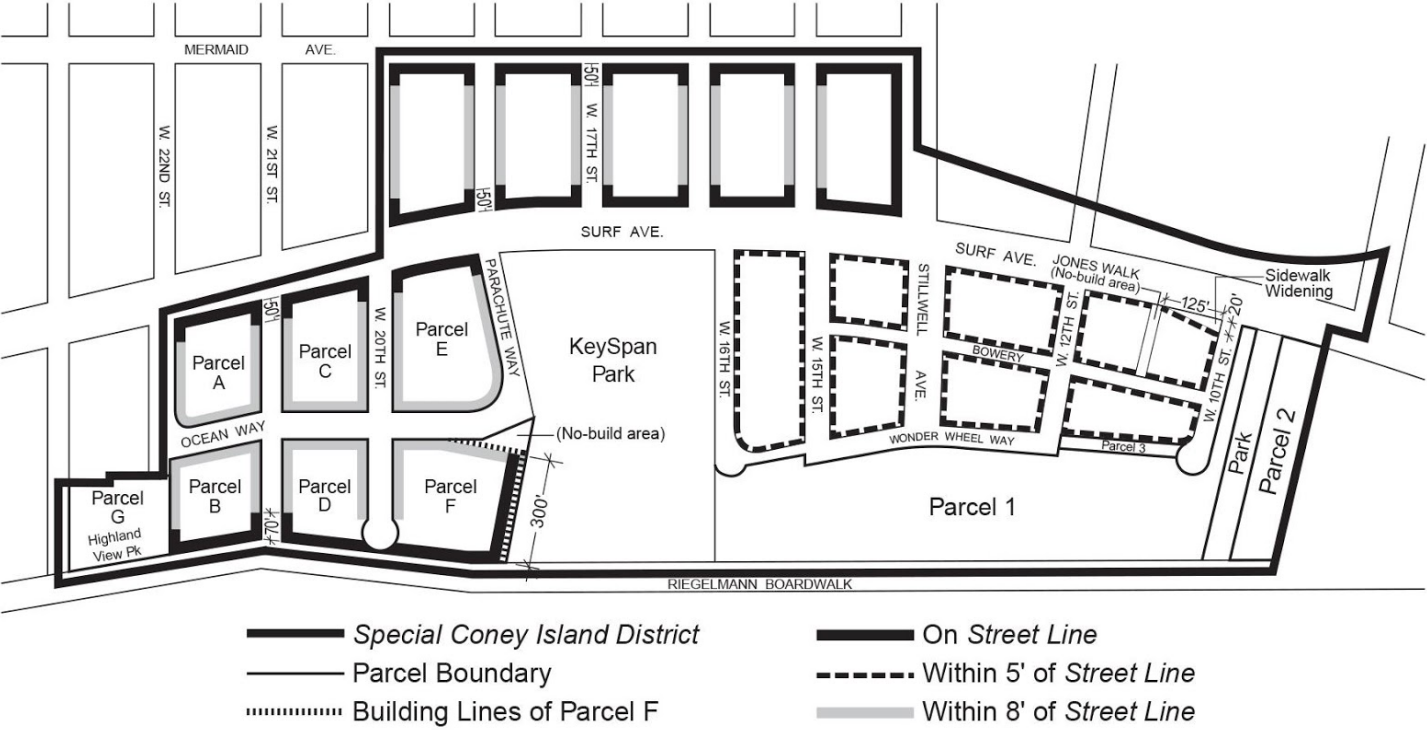 MERMAID AVE.
50'
W. 17TH ST.
W. 22ND ST.
W. 21ST ST.
50'
SURF AVE.
SURF AVE.
JONES WALK
(No-build area)
Sidewalk
Widening
125'
20'
PARACHUTE WAY
STILLWELL AVE.
W. 12TH ST.
50'
W. 20TH ST.
Parcel
E
Parcel
A
Parcel
C
KeySpan
Park
W. 16TH ST.
W. 15TH ST.
BOWERY
W. 10TH ST.
OCEAN WAY
(No-build area)
WONDER WHEEL WAY
Parcel 3
Park
Parcel 2
Parcel
G
Highland
View Pk
Parcel
B
Parcel
D
Parcel
F
70'
300'
Parcel 1
RIEGELMANN BOARDWALK
Special Coney Island District
On Street Line
Parcel Boundary
Within 5' of Street Line
Building Lines of Parcel F
Within 8' of Street Line